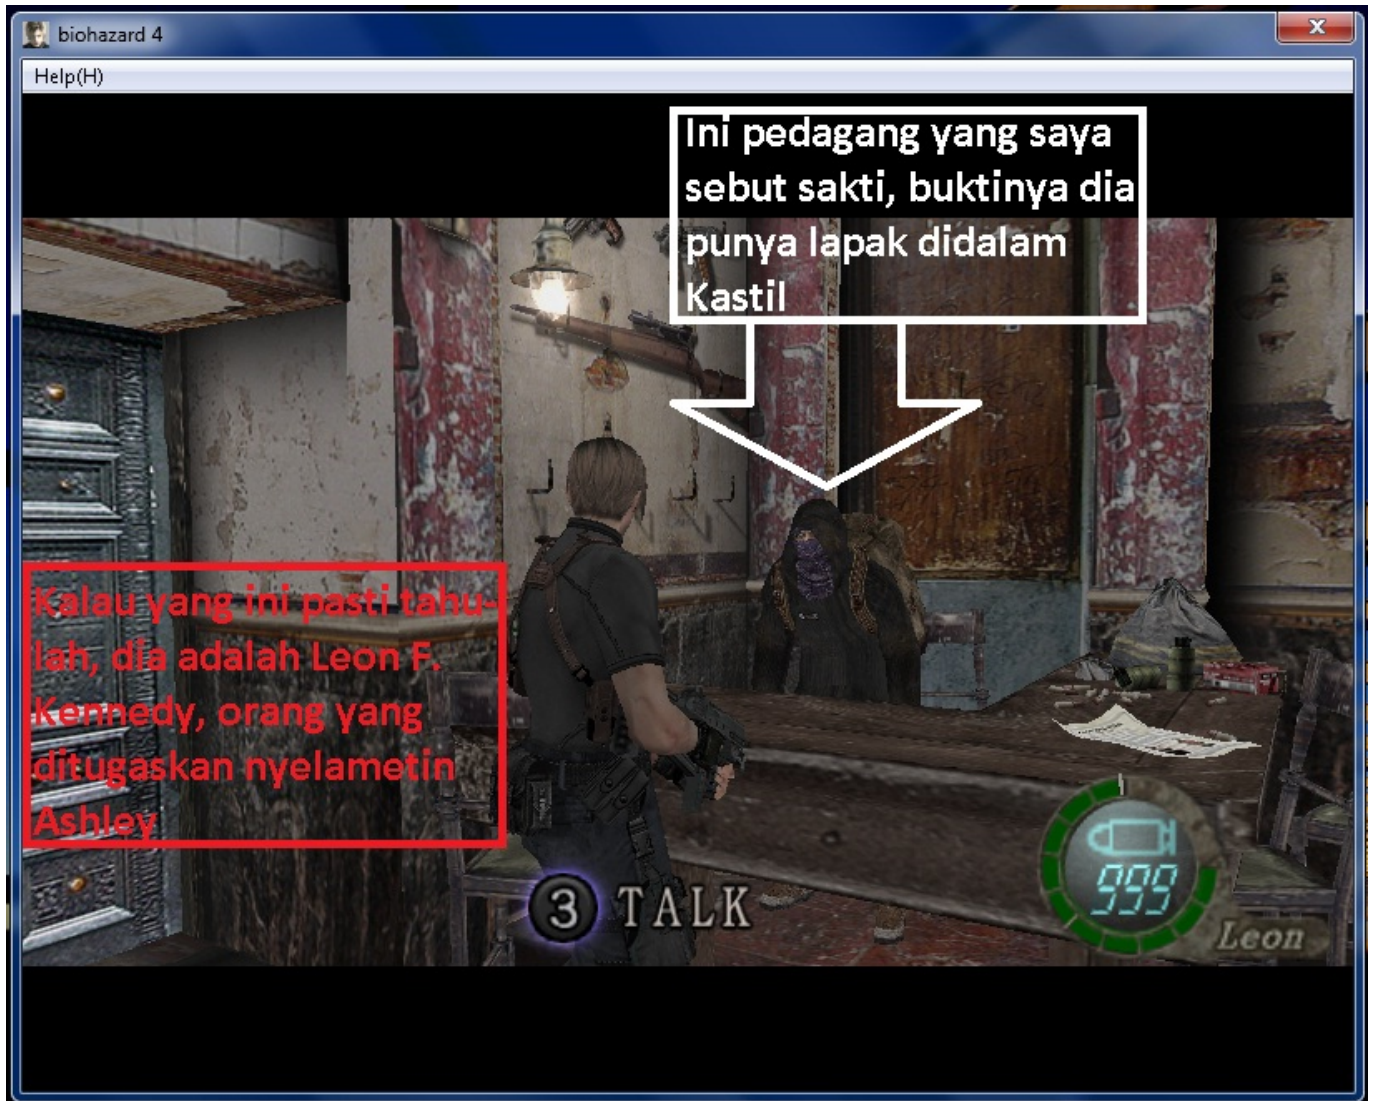 biohazard 4
Help(H)
Ini pedagang yang saya
sebut sakti, buktinya dia
punya lapak didalam
Kastil
Kalau yang ini pasti tahu-
lah, dia adalah Leon F.
Kennedy, orang yang
ditugaskan nyelametin
Ashley
3 TALK
999
Leon